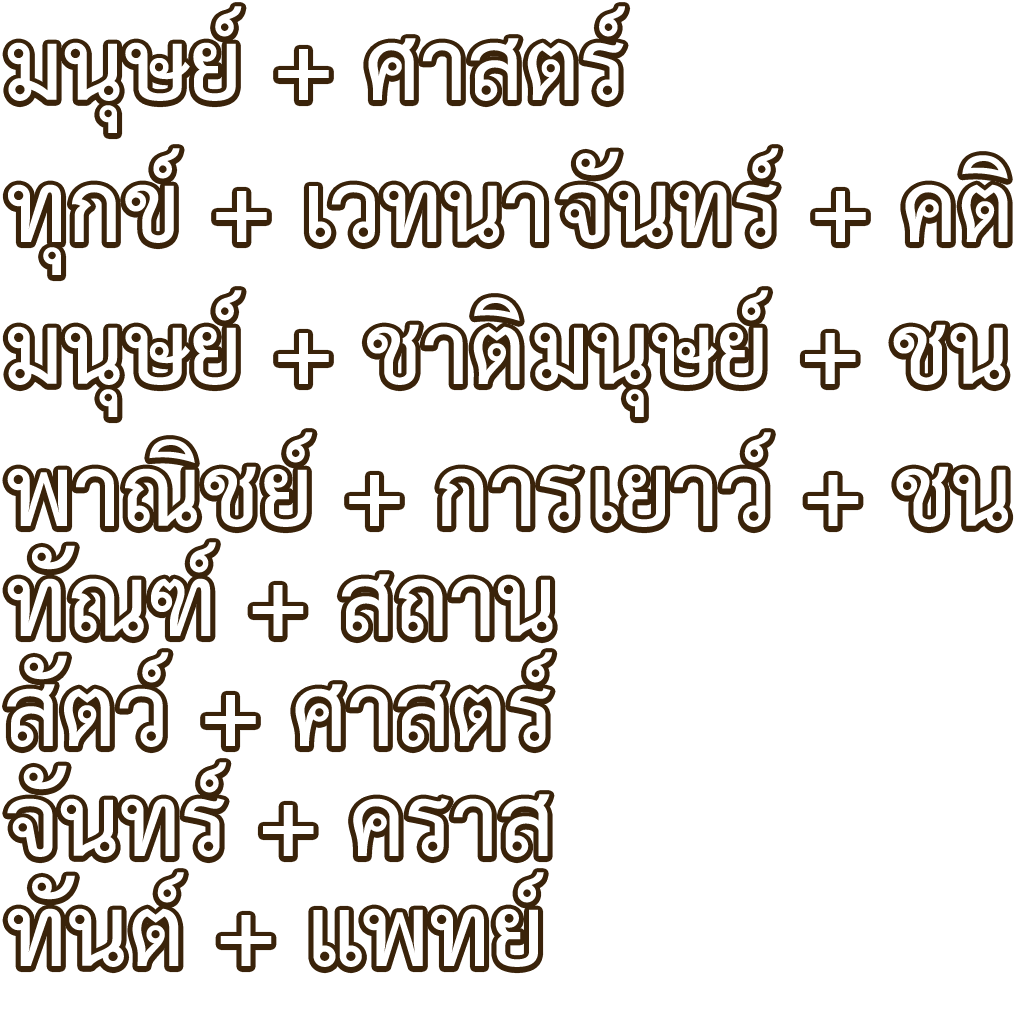 มนุษย์ + ศาสตร์
ทุกข์ + เวทนาจันทร์ + คติ
มนุษย์ + ชาติมนุษย์ + ชน
พาณิชย์ + การเยาว์ + ชน
ทัณฑ์ + สถาน
สัตว์ + ศาสตร์
จันทร์ + คราส
ทันต์ + แพทย์